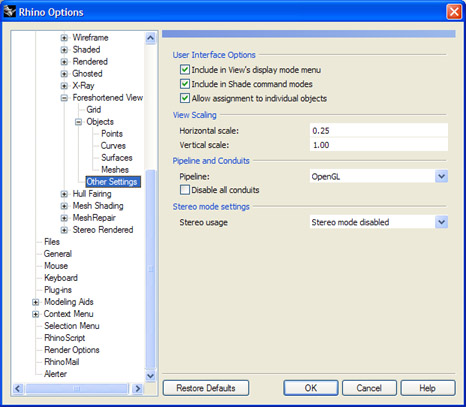 Rhino Options
Wireframe
Shaded
Rendered
Ghosted
X-Ray
Foreshortened View
Grid
Objects
Points
Curves
Surfaces
Meshes
Other Settings
Hull Fairing
Mesh Shading
MeshRepair
Stereo Rendered
Files
General
Mouse
Keyboard
Plug-ins
Modeling Aids
Context Menu
Selection Menu
RhinoScript
Render Options
RhinoMail
Alerter
User Interface Options
Include in View's display mode menu
Include in Shade command modes
Allow assignment to individual objects
View Scaling
Horizontal scale: 0.25
Vertical scale: 1.00
Pipeline and Conduits
Pipeline: OpenGL
Disable all conduits
Stereo mode settings
Stereo usage Stereo mode disabled
Restore Defaults OK Cancel Help